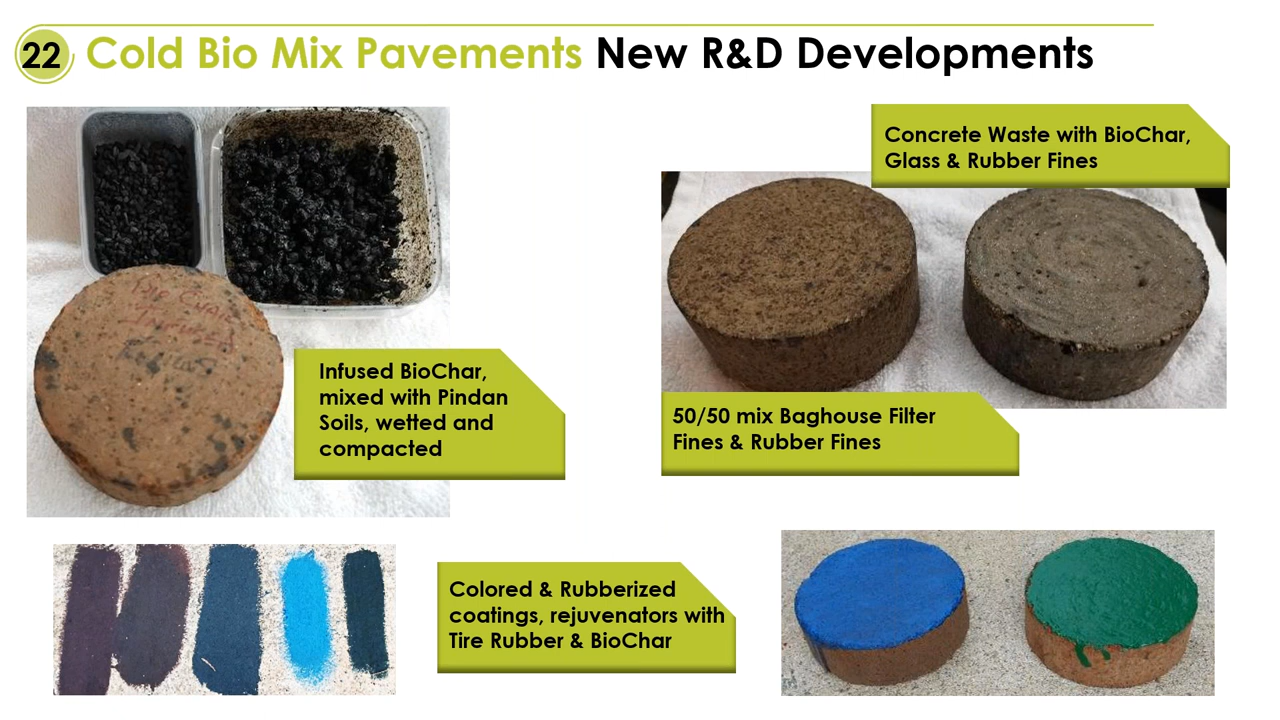 22 Cold Bio Mix Pavements New R&D Developments
Concrete Waste with BioChar,
Glass & Rubber Fines
Infused BioChar,
mixed with Pindan
Soils, wetted and
compacted
50/50 mix Baghouse Filter
Fines & Rubber Fines
Colored & Rubberized
coatings, rejuvenators with
Tire Rubber & BioChar